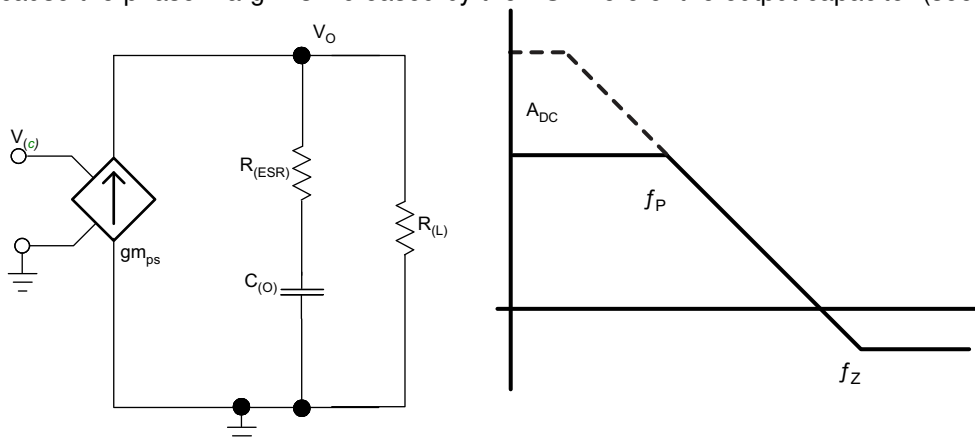 V_O
V_(c)
R_(ESR)
R_(L)
gm_ps
C_(O)
A_DC
f_P
f_Z